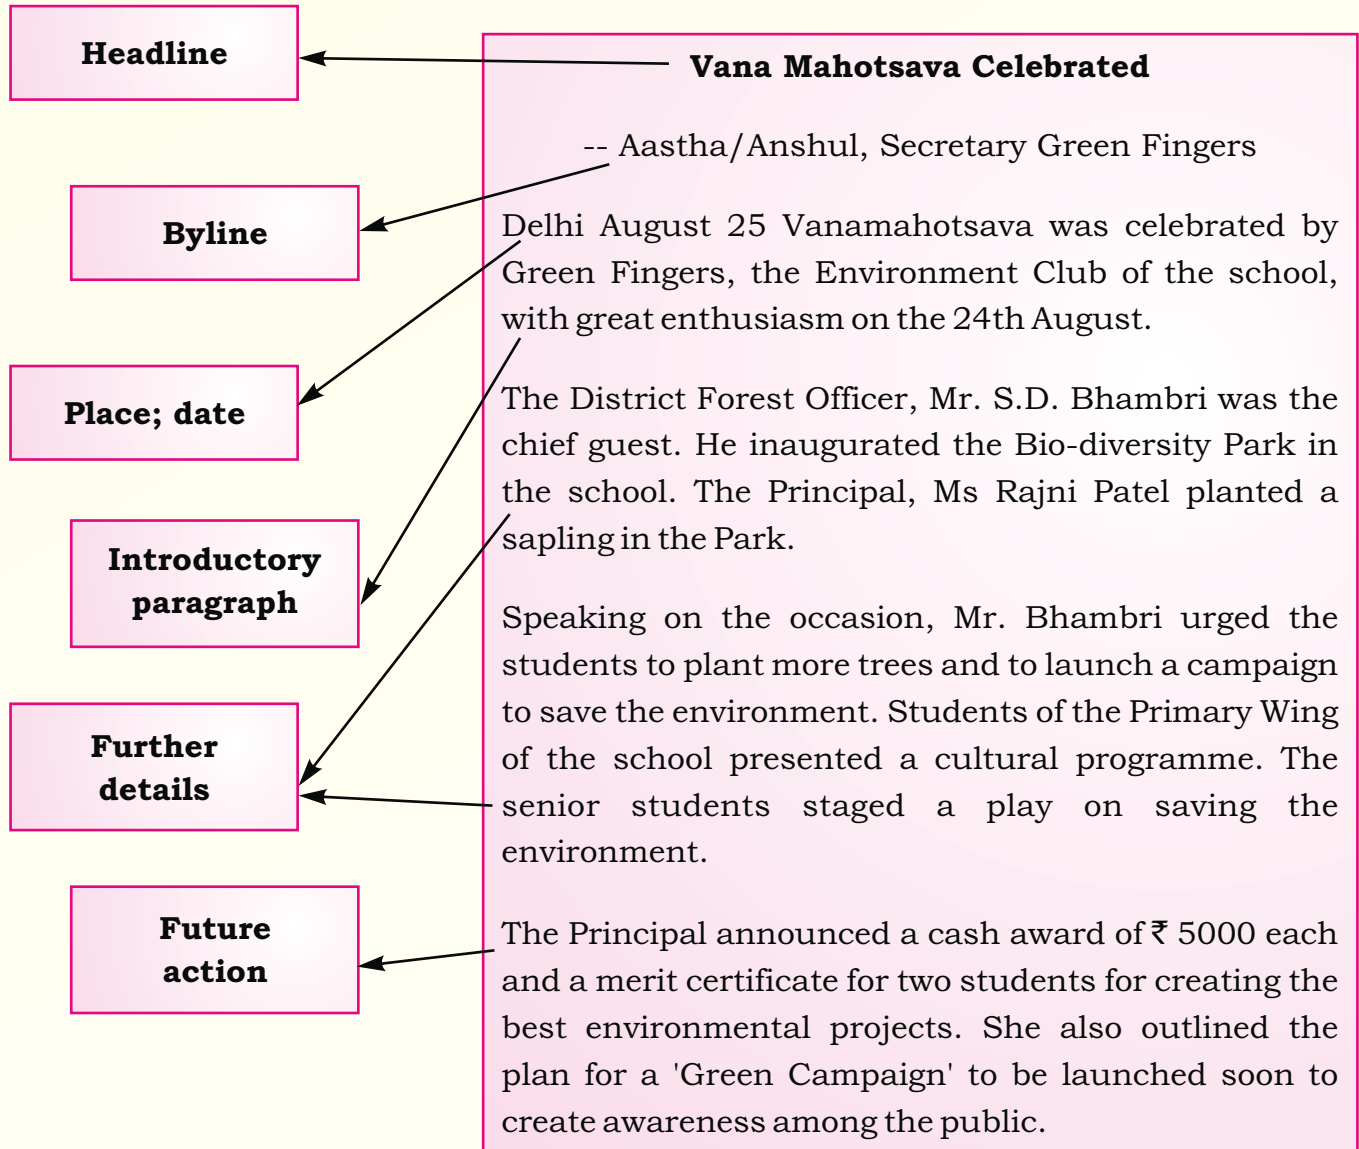 Headline
Vana Mahotsava Celebrated
-- Aastha/Anshul, Secretary Green Fingers
Byline
Delhi August 25 Vanamahotsava was celebrated by
Green Fingers, the Environment Club of the school,
with great enthusiasm on the 24th August.
Place; date
The District Forest Officer, Mr. S.D. Bhambri was the
chief guest. He inaugurated the Bio-diversity Park in
the school. The Principal, Ms Rajni Patel planted a
sapling in the Park.
Introductory
paragraph
Speaking on the occasion, Mr. Bhambri urged the
students to plant more trees and to launch a campaign
to save the environment. Students of the Primary Wing
of the school presented a cultural programme. The
senior students staged a play on saving the
environment.
Further
details
Future
action
The Principal announced a cash award of ₹ 5000 each
and a merit certificate for two students for creating the
best environmental projects. She also outlined the
plan for a 'Green Campaign' to be launched soon to
create awareness among the public.